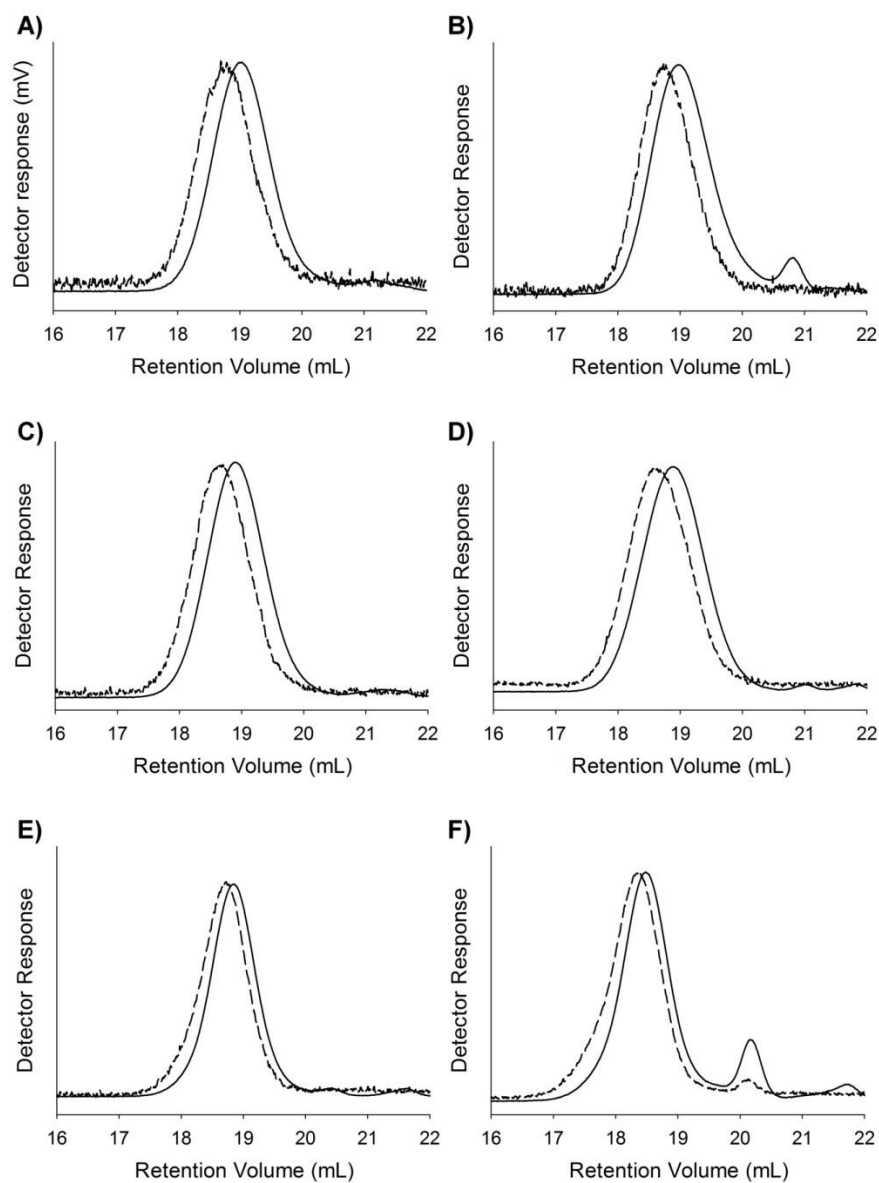 A)
Detector response (mV)
16 17 18 19 20 21 22
Retention Volume (mL)
B)
Detector Response
16 17 18 19 20 21 22
Retention Volume (mL)
C)
Detector Response
16 17 18 19 20 21 22
Retention Volume (mL)
D)
Detector Response
16 17 18 19 20 21 22
Retention Volume (mL)
E)
Detector Response
16 17 18 19 20 21 22
Retention Volume (mL)
F)
Detector Response
16 17 18 19 20 21 22
Retention Volume (mL)